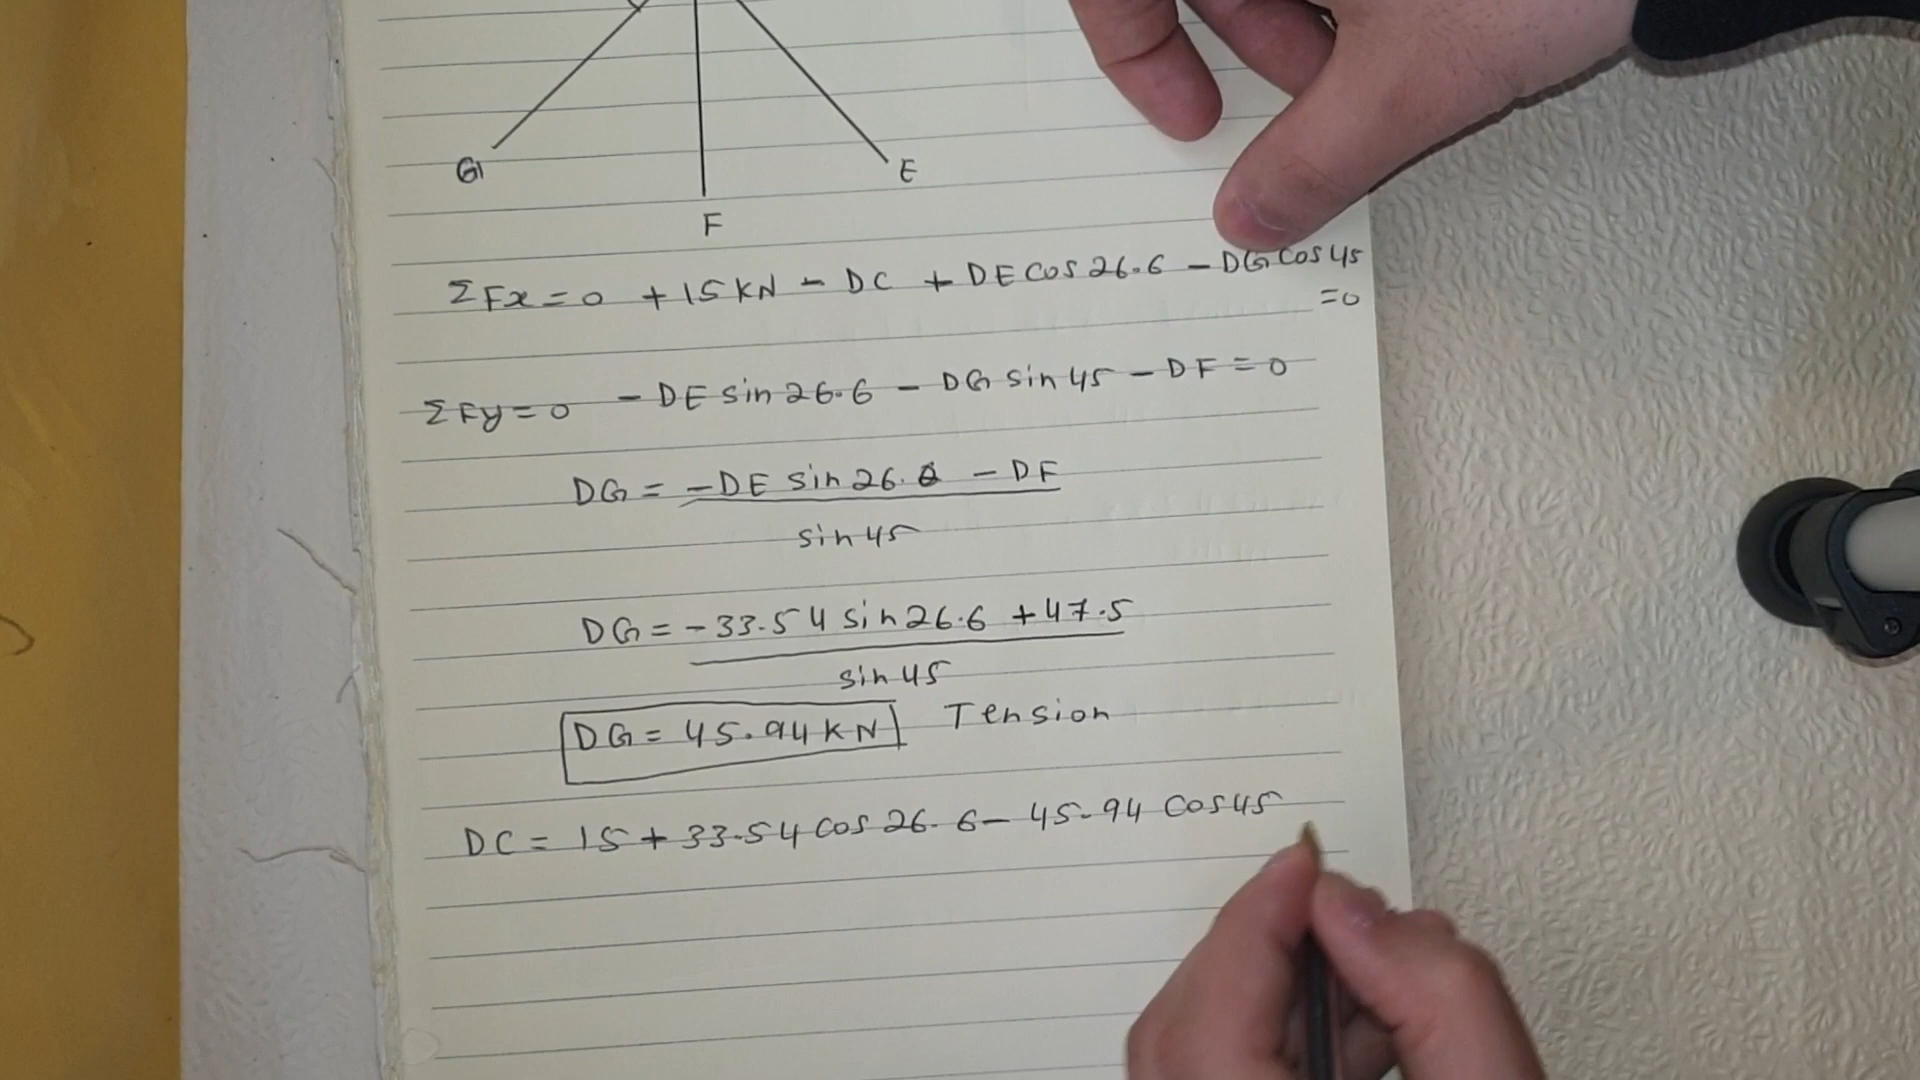 G
E
F
ΣFx = 0 + 15 KN - DC + DE cos 26.6 - DG cos 45
= 0
ΣFy = 0 - DE sin 26.6 - DG sin 45 - DF = 0
DG = -DE sin 26.6 - DF
sin 45
DG = -33.54 sin 26.6 + 47.5
sin 45
DG = 45.94 KN Tension
DC = 15 + 33.54 cos 26.6 - 45.94 cos 45